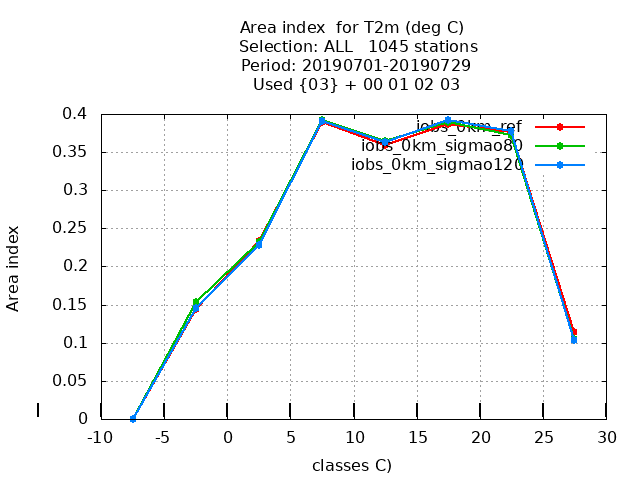 Area index  for T2m (deg C)
Selection: ALL   1045 stations
Period: 20190701-20190729
Used {03} + 00 01 02 03
0.4
iobs_0km_ref
iobs_0km_sigmao80
0.35
iobs_0km_sigmao120
0.3
0.25
0.2
0.15
0.1
0.05
0
Area index
-10 -5 0 5 10 15 20 25 30
classes C)